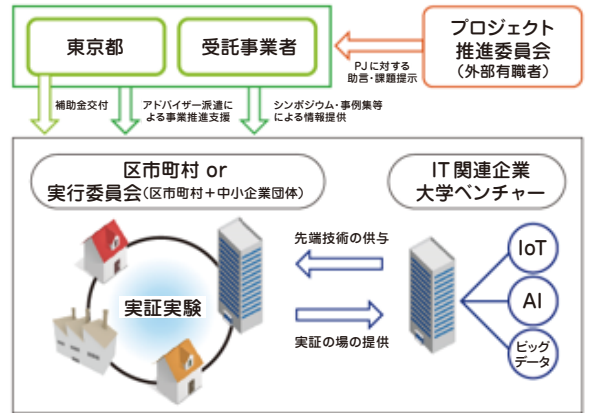 東京都
受託事業者
プロジェクト
推進委員会
(外部有職者)
PJに対する
助言・課題提示
補助金交付
アドバイザー派遣に
よる事業推進支援
シンポジウム・事例集等
による情報提供
区市町村 or
実行委員会(区市町村+中小企業団体)
IT関連企業
大学ベンチャー
実証実験
先端技術の供与
実証の場の提供
IoT
AI
ビッグ
データ